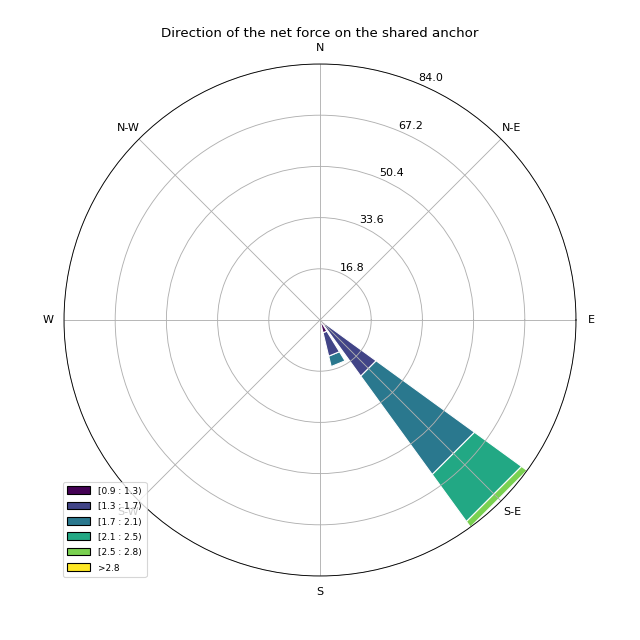 Direction of the net force on the shared anchor
N
84.0
N-W
N-E
67.2
50.4
33.6
16.8
W
E
[0.9 : 1.3)
[1.3 : 1.7)
S-W
S-E
[1.7 : 2.1)
[2.1 : 2.5)
[2.5 : 2.8)
>2.8
S